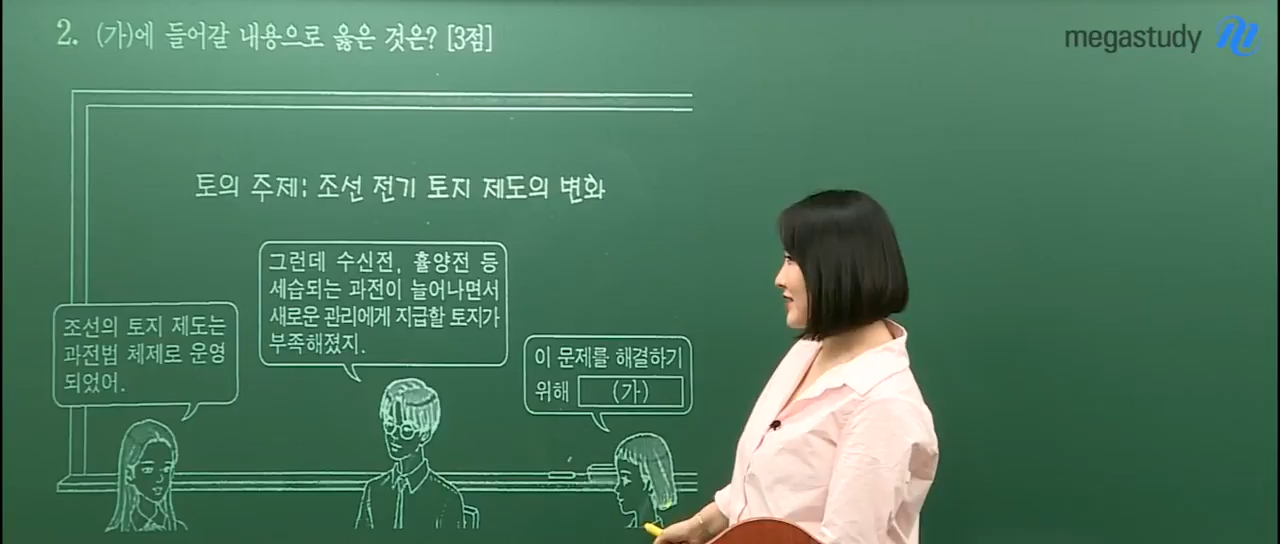 2. (가)에 들어갈 내용으로 옳은 것은? [3점]
megastudy
토의 주제: 조선 전기 토지 제도의 변화
조선의 토지 제도는
과전법 체제로 운영
되었어.
그런데 수신전, 휼양전 등
세습되는 과전이 늘어나면서
새로운 관리에게 지급할 토지가
부족해졌지.
이 문제를 해결하기
위해 (가)